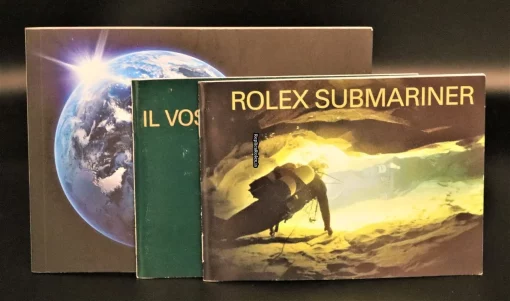 IL VOS
ROLEX SUBMARINER